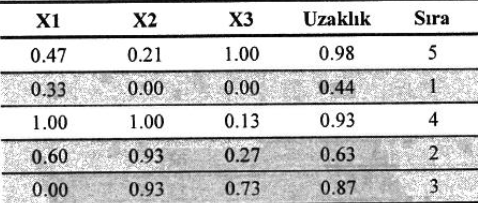 X1 X2 X3 Uzaklık Sıra
0.47 0.21 1.00 0.98 5
0.33 0.00 0.00 0.44 1
1.00 1.00 0.13 0.93 4
0.60 0.93 0.27 0.63 2
0.00 0.93 0.73 0.87 3